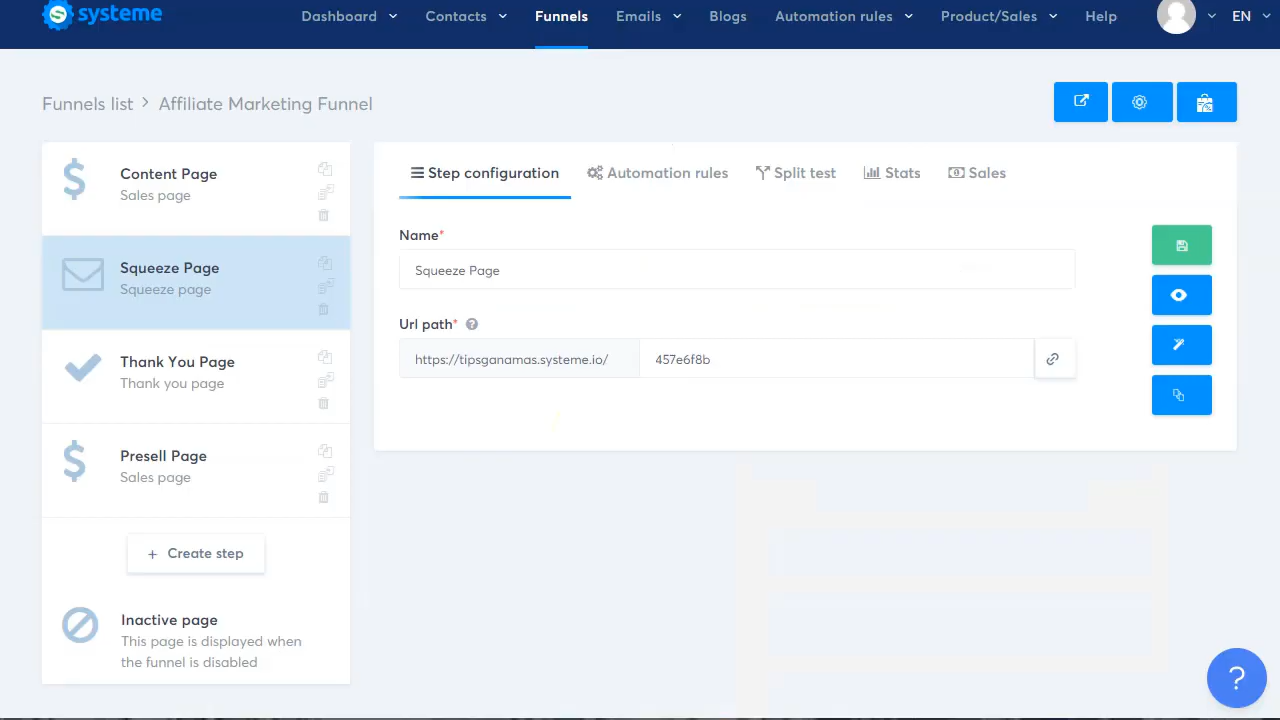 systeme Dashboard Contacts Funnels Emails Blogs Automation rules Product/Sales Help EN
Funnels list > Affiliate Marketing Funnel
Content Page
Sales page
Squeeze Page
Squeeze page
Thank You Page
Thank you page
Presell Page
Sales page
+ Create step
Inactive page
This page is displayed when
the funnel is disabled
Step configuration Automation rules Split test Stats Sales
Name*
Squeeze Page
Url path* ?
https://tipsganamas.systeme.io/ 457e6f8b
?